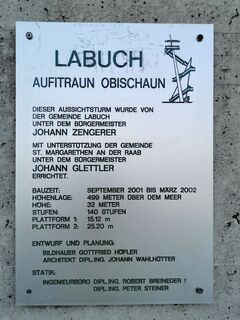 LABUCH
AUFITRAUN OBISCHAUN
DIESER AUSSICHTSTURM WURDE VON
DER GEMEINDE LABUCH
UNTER DEM BÜRGERMEISTER
JOHANN ZENGERER
MIT UNTERSTÜTZUNG DER GEMEINDE
ST. MARGARETHEN AN DER RAAB
UNTER DEM BÜRGERMEISTER
JOHANN GLETTLER
ERRICHTET.
BAUZEIT: SEPTEMBER 2001 BIS MÄRZ 2002
HÖHENLAGE: 499 METER ÜBER DEM MEER
HÖHE: 32 METER
STUFEN: 140 STUFEN
PLATTFORM 1: 15.12 m
PLATTFORM 2: 25.20 m
ENTWURF UND PLANUNG:
BILDHAUER GOTTFRIED HÖFLER
ARCHITEKT DIPL.ING. JOHANN WAHLHÜTTER
STATIK:
INGENIEURBÜRO DIPL.ING. ROBERT BREINEDER
DIPL.ING. PETER STEINER